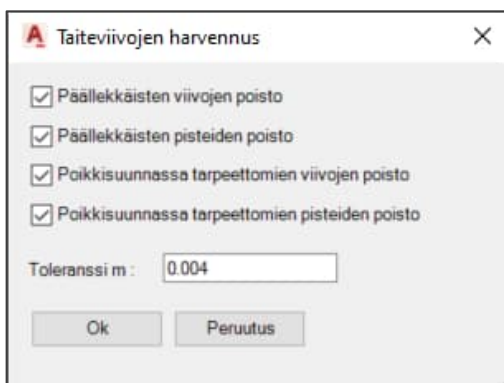 Taiteviivojen harvennus
Päällekkäisten viivojen poisto
Päällekkäisten pisteiden poisto
Poikkisuunnassa tarpeettomien viivojen poisto
Poikkisuunnassa tarpeettomien pisteiden poisto
Toleranssi m : 0.004
Ok Peruutus